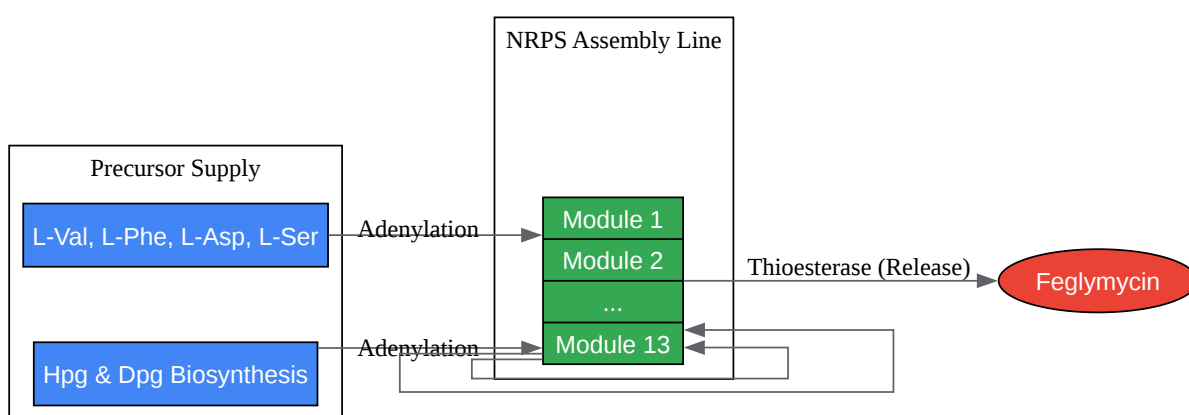 NRPS Assembly Line
Precursor Supply
L-Val, L-Phe, L-Asp, L-Ser
Adenylation
Module 1
Module 2
...
Module 13
Thioesterase (Release)
Feglymycin
Hpg & Dpg Biosynthesis
Adenylation